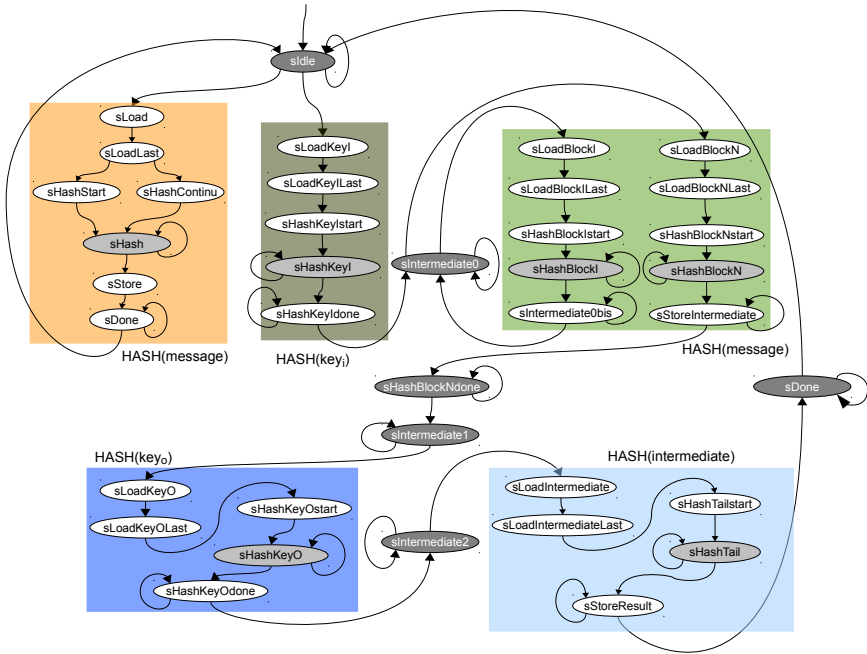 sIdle
sLoad
sLoadLast
sHashStart
sHashContinu
sHash
sStore
sDone
HASH(message)
sLoadKeyI
sLoadKeyILast
sHashKeyIstart
sHashKeyI
sHashKeyIdone
HASH(keyi)
sIntermediate0
sLoadBlockI
sLoadBlockILast
sHashBlockIstart
sHashBlockI
sIntermediate0bis
sLoadBlockN
sLoadBlockNLast
sHashBlockNstart
sHashBlockN
sStoreIntermediate
HASH(message)
sHashBlockNdone
sDone
sIntermediate1
HASH(keyo)
sLoadKeyO
sLoadKeyOLast
sHashKeyOstart
sHashKeyO
sHashKeyOdone
sIntermediate2
HASH(intermediate)
sLoadIntermediate
sLoadIntermediateLast
sHashTailstart
sHashTail
sStoreResult